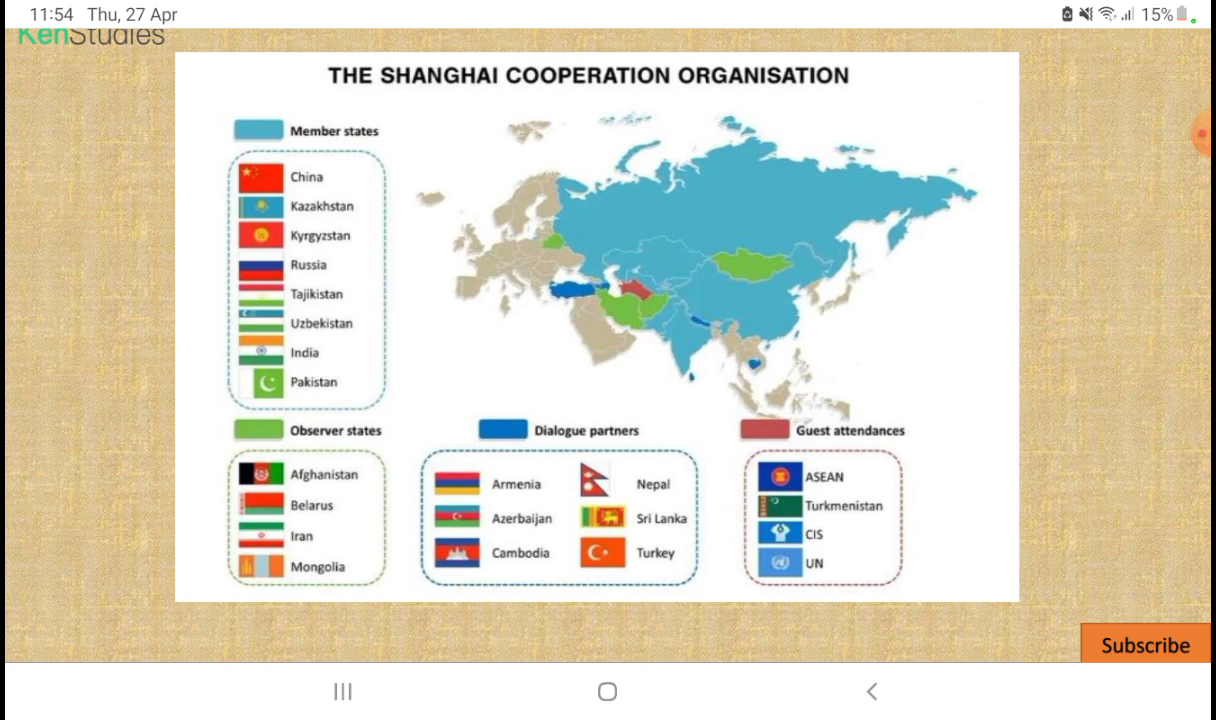 11:54 Thu, 27 Apr
15%
KenStudies
THE SHANGHAI COOPERATION ORGANISATION
Member states
China
Kazakhstan
Kyrgyzstan
Russia
Tajikistan
Uzbekistan
India
Pakistan
Observer states
Afghanistan
Belarus
Iran
Mongolia
Dialogue partners
Armenia
Nepal
Azerbaijan
Sri Lanka
Cambodia
Turkey
Guest attendances
ASEAN
Turkmenistan
CIS
UN
Subscribe